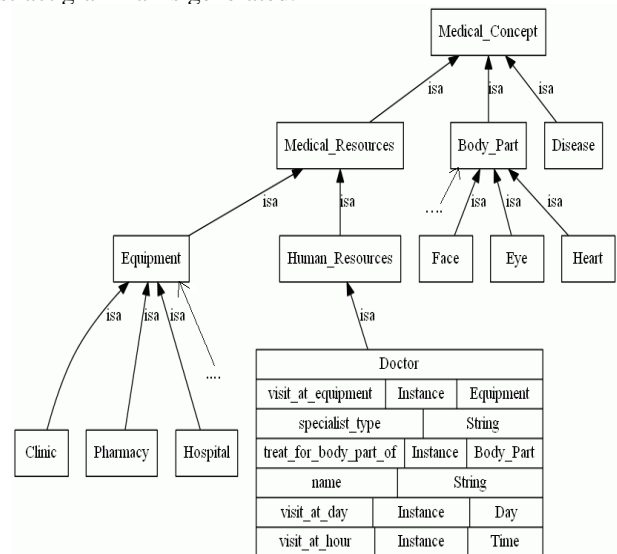 Medical_Concept
isa isa isa
Medical_Resources Body_Part Disease
isa isa
.... isa isa isa
Equipment Human_Resources Face Eye Heart
isa isa isa
isa
....
Clinic Pharmacy Hospital
Doctor
visit_at_equipment Instance Equipment
specialist_type String
treat_for_body_part_of Instance Body_Part
name String
visit_at_day Instance Day
visit_at_hour Instance Time